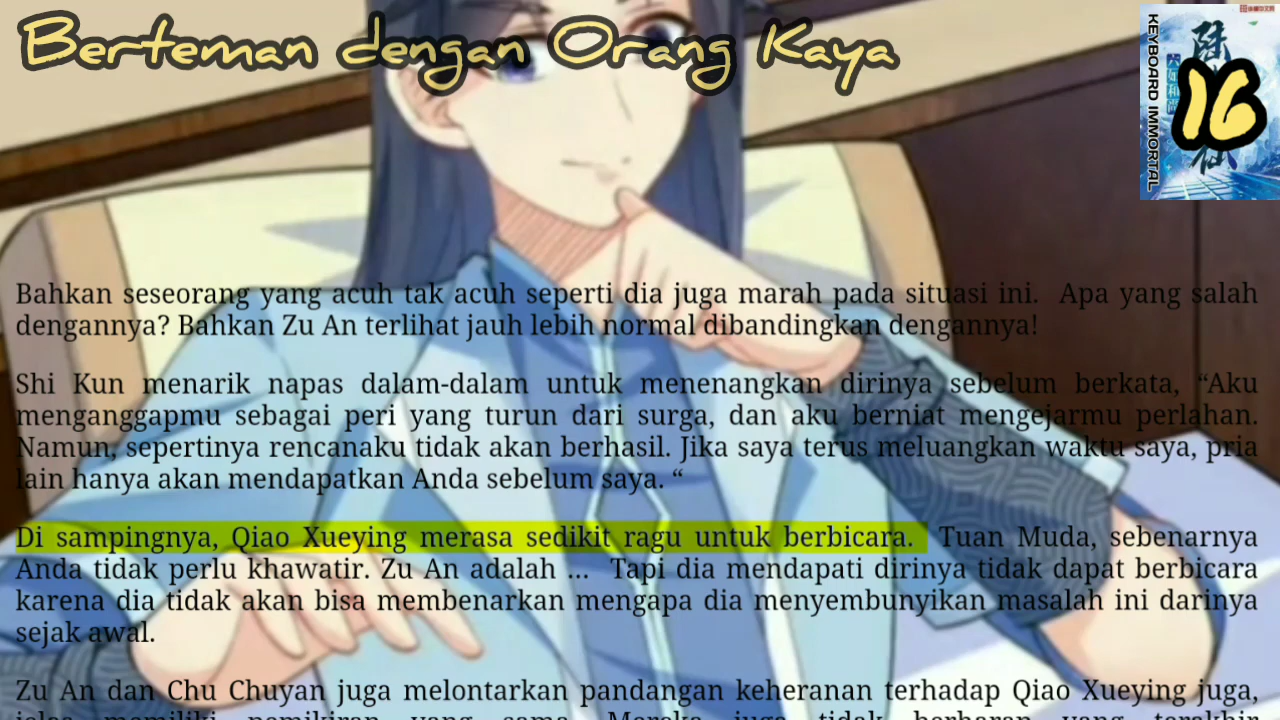 Berteman dengan Orang Kaya
KEYBOARD IMMORTAL
16
Bahkan seseorang yang acuh tak acuh seperti dia juga marah pada situasi ini. Apa yang salah
dengannya? Bahkan Zu An terlihat jauh lebih normal dibandingkan dengannya!
Shi Kun menarik napas dalam-dalam untuk menenangkan dirinya sebelum berkata, “Aku
menganggapmu sebagai peri yang turun dari surga, dan aku berniat mengejarmu perlahan.
Namun, sepertinya rencanaku tidak akan berhasil. Jika saya terus meluangkan waktu saya, pria
lain hanya akan mendapatkan Anda sebelum saya. “
Di sampingnya, Qiao Xueying merasa sedikit ragu untuk berbicara. Tuan Muda, sebenarnya
Anda tidak perlu khawatir. Zu An adalah ... Tapi dia mendapati dirinya tidak dapat berbicara
karena dia tidak akan bisa membenarkan mengapa dia menyembunyikan masalah ini darinya
sejak awal.
Zu An dan Chu Chuyan juga melontarkan pandangan keheranan terhadap Qiao Xueying juga,